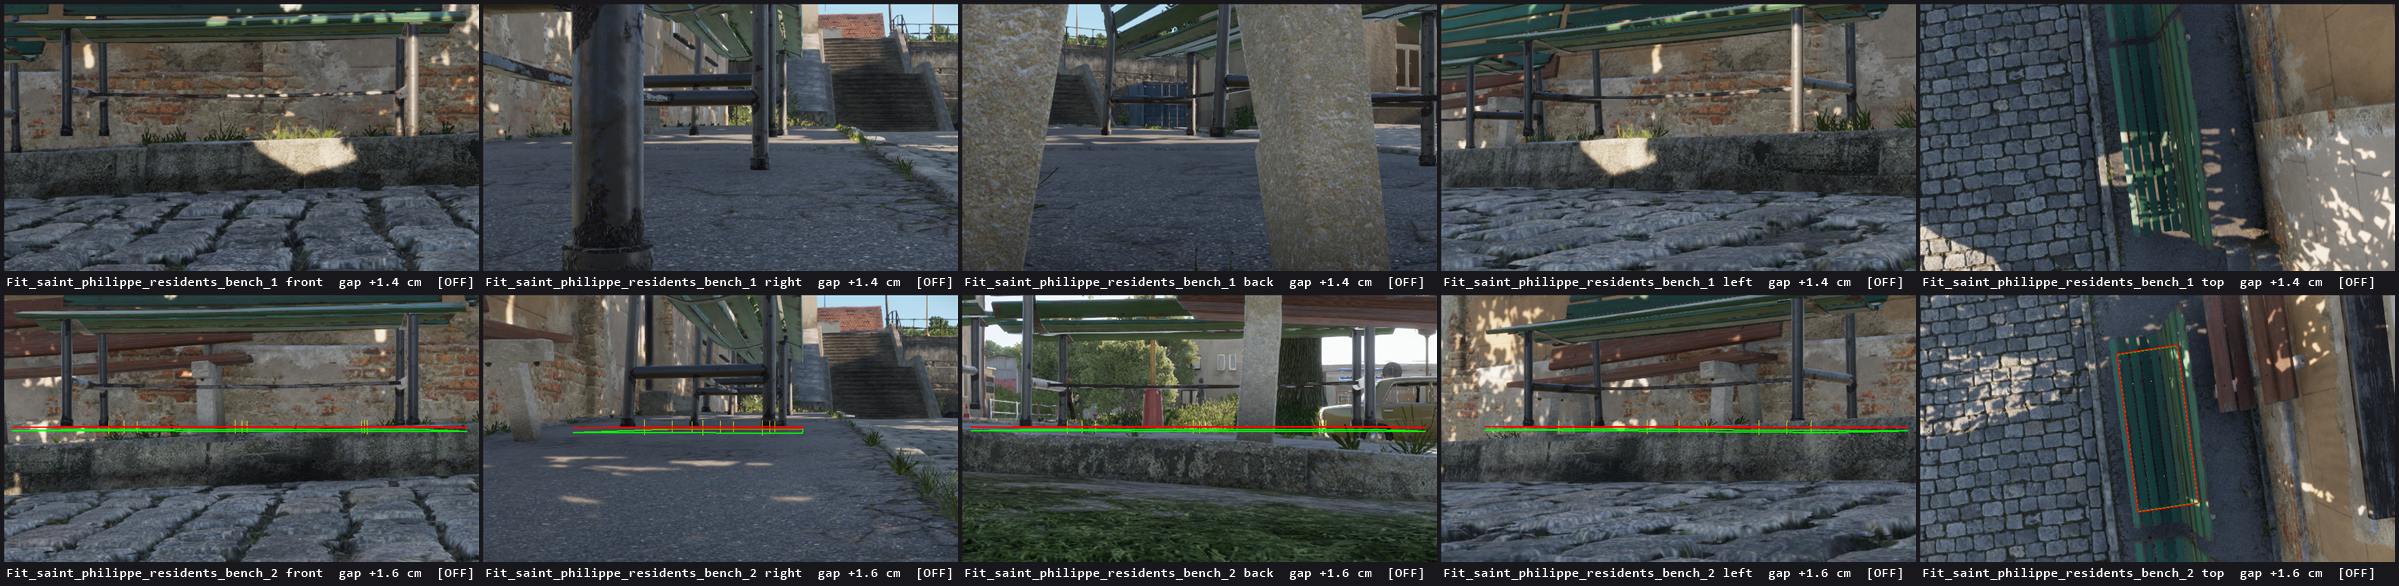 Fit_saint_philippe_residents_bench_1 front  gap +1.4 cm  [OFF]
Fit_saint_philippe_residents_bench_1 right  gap +1.4 cm  [OFF]
Fit_saint_philippe_residents_bench_1 back  gap +1.4 cm  [OFF]
Fit_saint_philippe_residents_bench_1 left  gap +1.4 cm  [OFF]
Fit_saint_philippe_residents_bench_1 top  gap +1.4 cm  [OFF]
Fit_saint_philippe_residents_bench_2 front  gap +1.6 cm  [OFF]
Fit_saint_philippe_residents_bench_2 right  gap +1.6 cm  [OFF]
Fit_saint_philippe_residents_bench_2 back  gap +1.6 cm  [OFF]
Fit_saint_philippe_residents_bench_2 left  gap +1.6 cm  [OFF]
Fit_saint_philippe_residents_bench_2 top  gap +1.6 cm  [OFF]